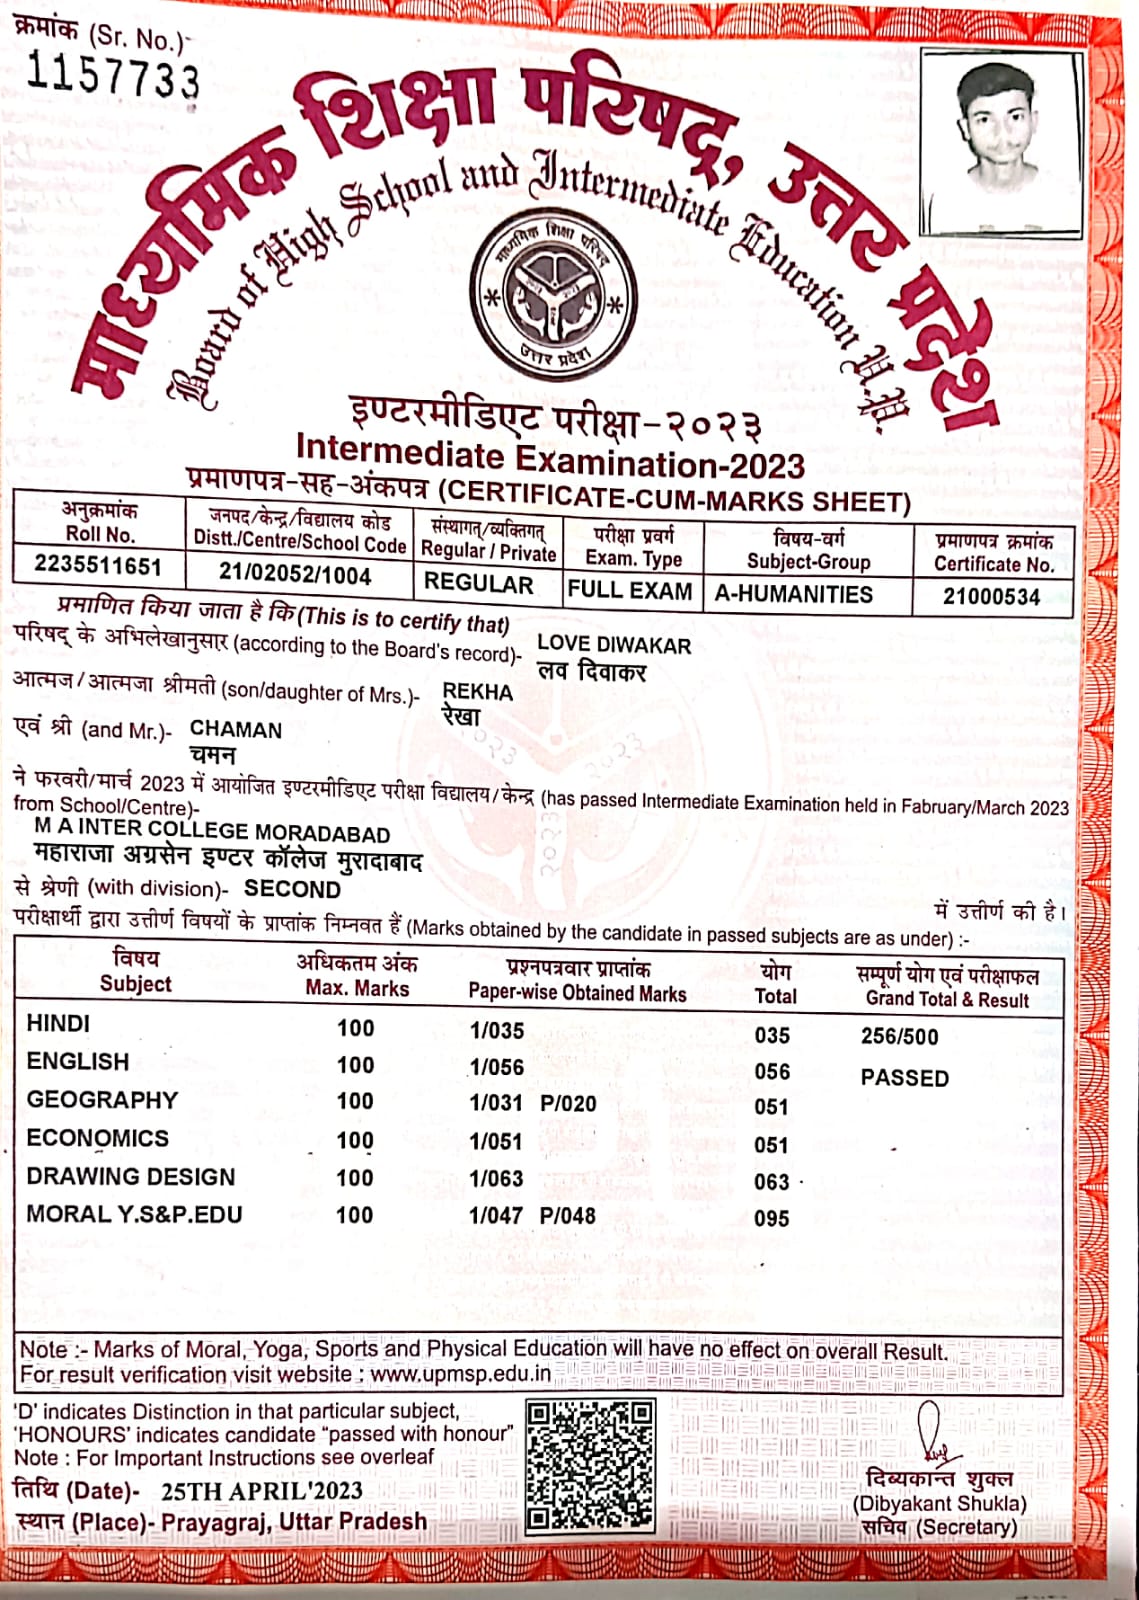 क्रमांक (Sr. No.)-
1157733
माध्यमिक शिक्षा परिषद्, उत्तर प्रदेश
Board of High School and Intermediate Education U.P.
माध्यमिक शिक्षा परिषद
उत्तर प्रदेश
इण्टरमीडिएट परीक्षा-२०२३
Intermediate Examination-2023
प्रमाणपत्र-सह-अंकपत्र (CERTIFICATE-CUM-MARKS SHEET)
अनुक्रमांक जनपद/केन्द्र/विद्यालय कोड संस्थागत्/व्यक्तिगत् परीक्षा प्रवर्ग विषय-वर्ग प्रमाणपत्र क्रमांक
Roll No. Distt./Centre/School Code Regular / Private Exam. Type Subject-Group Certificate No.
2235511651 21/02052/1004 REGULAR FULL EXAM A-HUMANITIES 21000534
प्रमाणित किया जाता है कि(This is to certify that)
परिषद् के अभिलेखानुसार (according to the Board's record)- LOVE DIWAKAR
लव दिवाकर
आत्मज/आत्मजा श्रीमती (son/daughter of Mrs.)- REKHA
रेखा
एवं श्री (and Mr.)- CHAMAN
चमन
ने फरवरी/मार्च 2023 में आयोजित इण्टरमीडिएट परीक्षा विद्यालय/केन्द्र (has passed Intermediate Examination held in Fabruary/March 2023
from School/Centre)-
M A INTER COLLEGE MORADABAD
महाराजा अग्रसेन इण्टर कॉलेज मुरादाबाद
से श्रेणी (with division)- SECOND में उत्तीर्ण की है।
परीक्षार्थी द्वारा उत्तीर्ण विषयों के प्राप्तांक निम्नवत हैं (Marks obtained by the candidate in passed subjects are as under) :-
विषय अधिकतम अंक प्रश्नपत्रवार प्राप्तांक योग सम्पूर्ण योग एवं परीक्षाफल
Subject Max. Marks Paper-wise Obtained Marks Total Grand Total & Result
HINDI 100 1/035 035 256/500
ENGLISH 100 1/056 056 PASSED
GEOGRAPHY 100 1/031 P/020 051
ECONOMICS 100 1/051 051
DRAWING DESIGN 100 1/063 063
MORAL Y.S&P.EDU 100 1/047 P/048 095
Note :- Marks of Moral, Yoga, Sports and Physical Education will have no effect on overall Result.
For result verification visit website : www.upmsp.edu.in
'D' indicates Distinction in that particular subject,
'HONOURS' indicates candidate "passed with honour"
Note : For Important Instructions see overleaf
तिथि (Date)- 25TH APRIL'2023
स्थान (Place)- Prayagraj, Uttar Pradesh
दिब्यकान्त शुक्ल
(Dibyakant Shukla)
सचिव (Secretary)